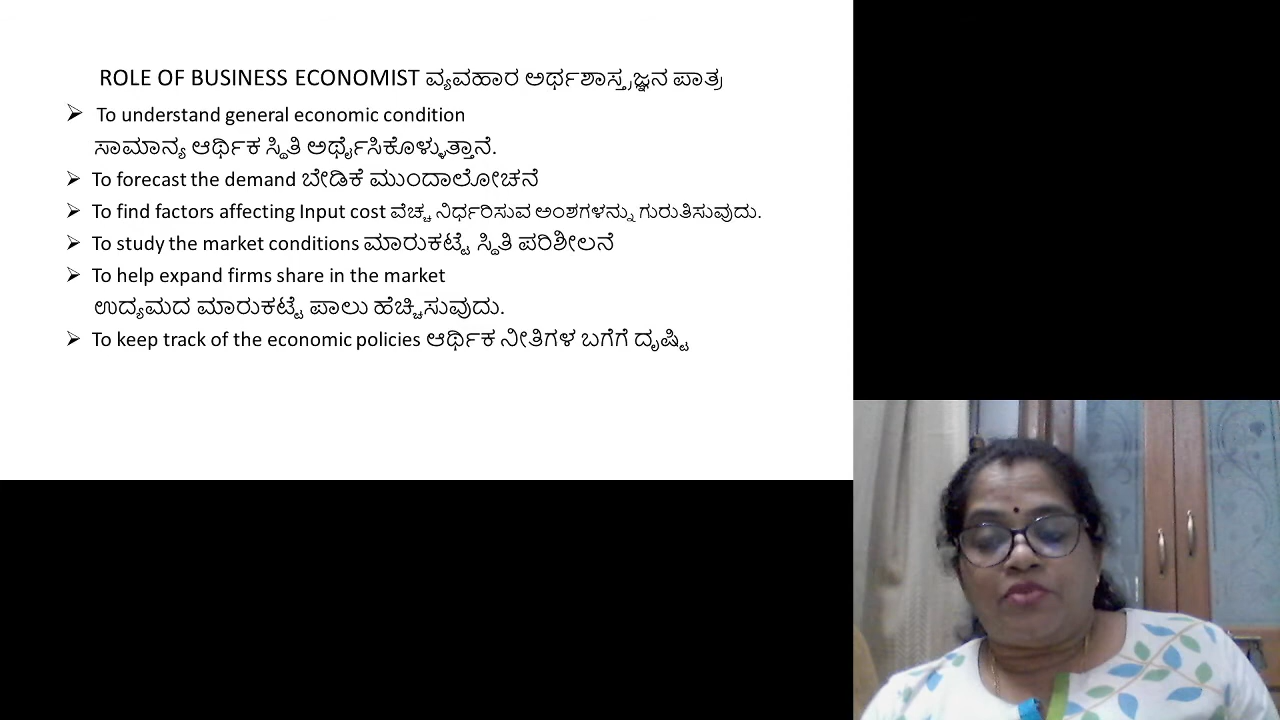 ROLE OF BUSINESS ECONOMIST ವ್ಯವಹಾರ ಅರ್ಥಶಾಸ್ತ್ರಜ್ಞನ ಪಾತ್ರ
➢ To understand general economic condition
ಸಾಮಾನ್ಯ ಆರ್ಥಿಕ ಸ್ಥಿತಿ ಅರ್ಥೈಸಿಕೊಳ್ಳುತ್ತಾನೆ.
➢ To forecast the demand ಬೇಡಿಕೆ ಮುಂದಾಲೋಚನೆ
➢ To find factors affecting Input cost ವೆಚ್ಚ ನಿರ್ಧರಿಸುವ ಅಂಶಗಳನ್ನು ಗುರುತಿಸುವುದು.
➢ To study the market conditions ಮಾರುಕಟ್ಟೆ ಸ್ಥಿತಿ ಪರಿಶೀಲನೆ
➢ To help expand firms share in the market
ಉದ್ಯಮದ ಮಾರುಕಟ್ಟೆ ಪಾಲು ಹೆಚ್ಚಿಸುವುದು.
➢ To keep track of the economic policies ಆರ್ಥಿಕ ನೀತಿಗಳ ಬಗೆಗೆ ದೃಷ್ಟಿ